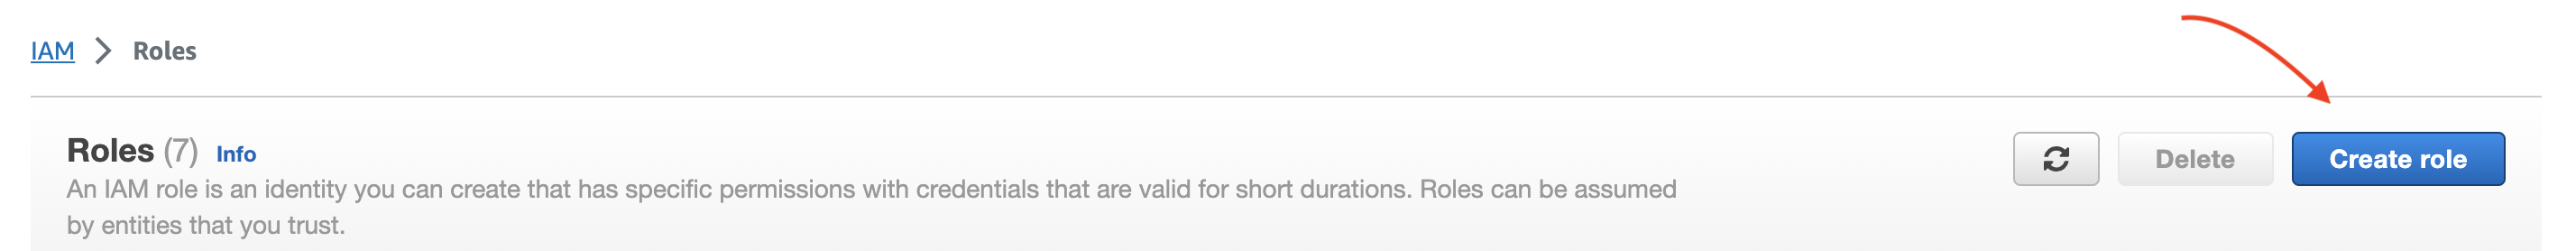 IAM > Roles
Roles (7) Info
Delete
Create role
An IAM role is an identity you can create that has specific permissions with credentials that are valid for short durations. Roles can be assumed
by entities that you trust.